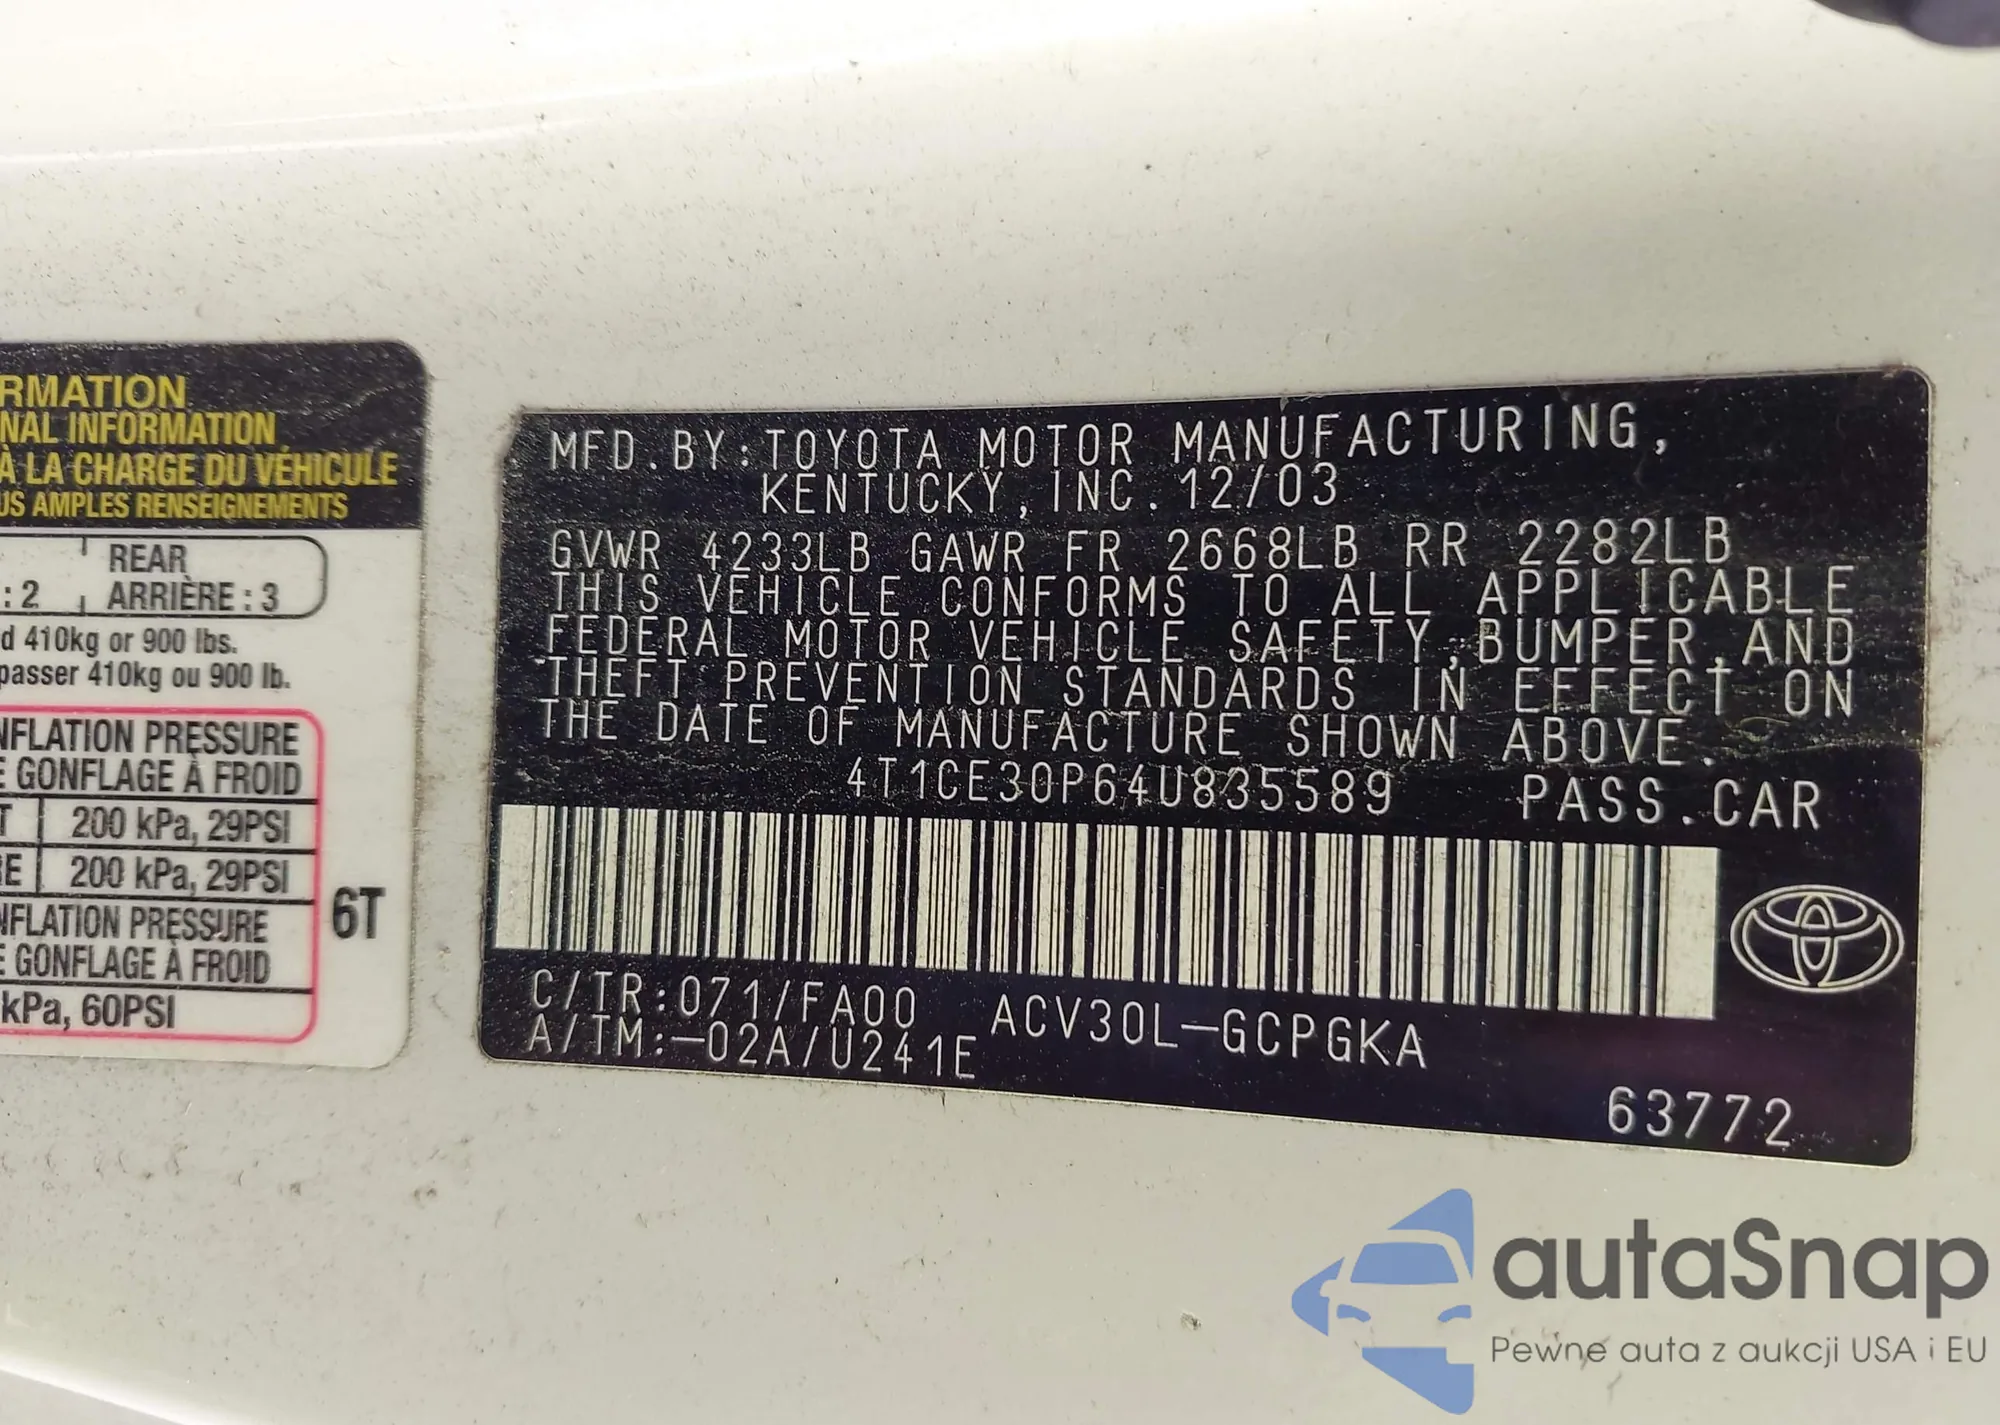 RMATION
NAL INFORMATION
À LA CHARGE DU VÉHICULE
US AMPLES RENSEIGNEMENTS
REAR
: 2 ARRIÈRE : 3
d 410kg or 900 lbs.
passer 410kg ou 900 lb.
NFLATION PRESSURE
E GONFLAGE À FROID
T 200 kPa, 29PSI
RE 200 kPa, 29PSI
NFLATION PRESSURE
E GONFLAGE À FROID
kPa, 60PSI
6T
MFD. BY: TOYOTA MOTOR MANUFACTURING,
KENTUCKY, INC. 12/03
GVWR 4233LB GAWR FR 2668LB RR 2282LB
THIS VEHICLE CONFORMS TO ALL APPLICABLE
FEDERAL MOTOR VEHICLE SAFETY, BUMPER, AND
THEFT PREVENTION STANDARDS IN EFFECT ON
THE DATE OF MANUFACTURE SHOWN ABOVE.
4T1CE30P64U835589 PASS. CAR
C/TR:071/FA00 ACV30L-GCPGKA
A/TM:-02A/U241E
63772
autaSnap
Pewne auta z aukcji USA i EU